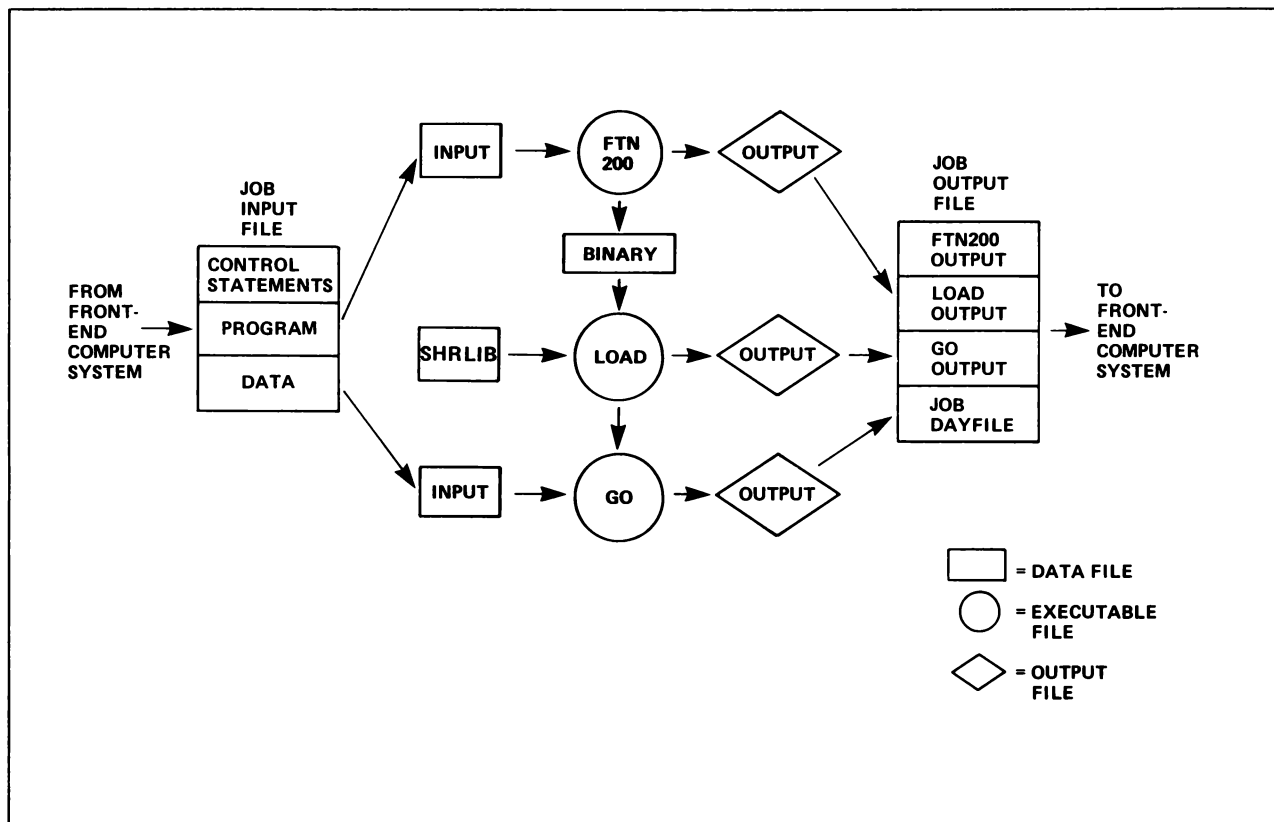 FROM
FRONT-
END
COMPUTER
SYSTEM
JOB
INPUT
FILE
CONTROL
STATEMENTS
PROGRAM
DATA
INPUT
FTN
200
OUTPUT
BINARY
SHRLIB
LOAD
OUTPUT
INPUT
GO
OUTPUT
JOB
OUTPUT
FILE
FTN200
OUTPUT
LOAD
OUTPUT
GO
OUTPUT
JOB
DAYFILE
TO
FRONT-
END
COMPUTER
SYSTEM
= DATA FILE
= EXECUTABLE
FILE
= OUTPUT
FILE